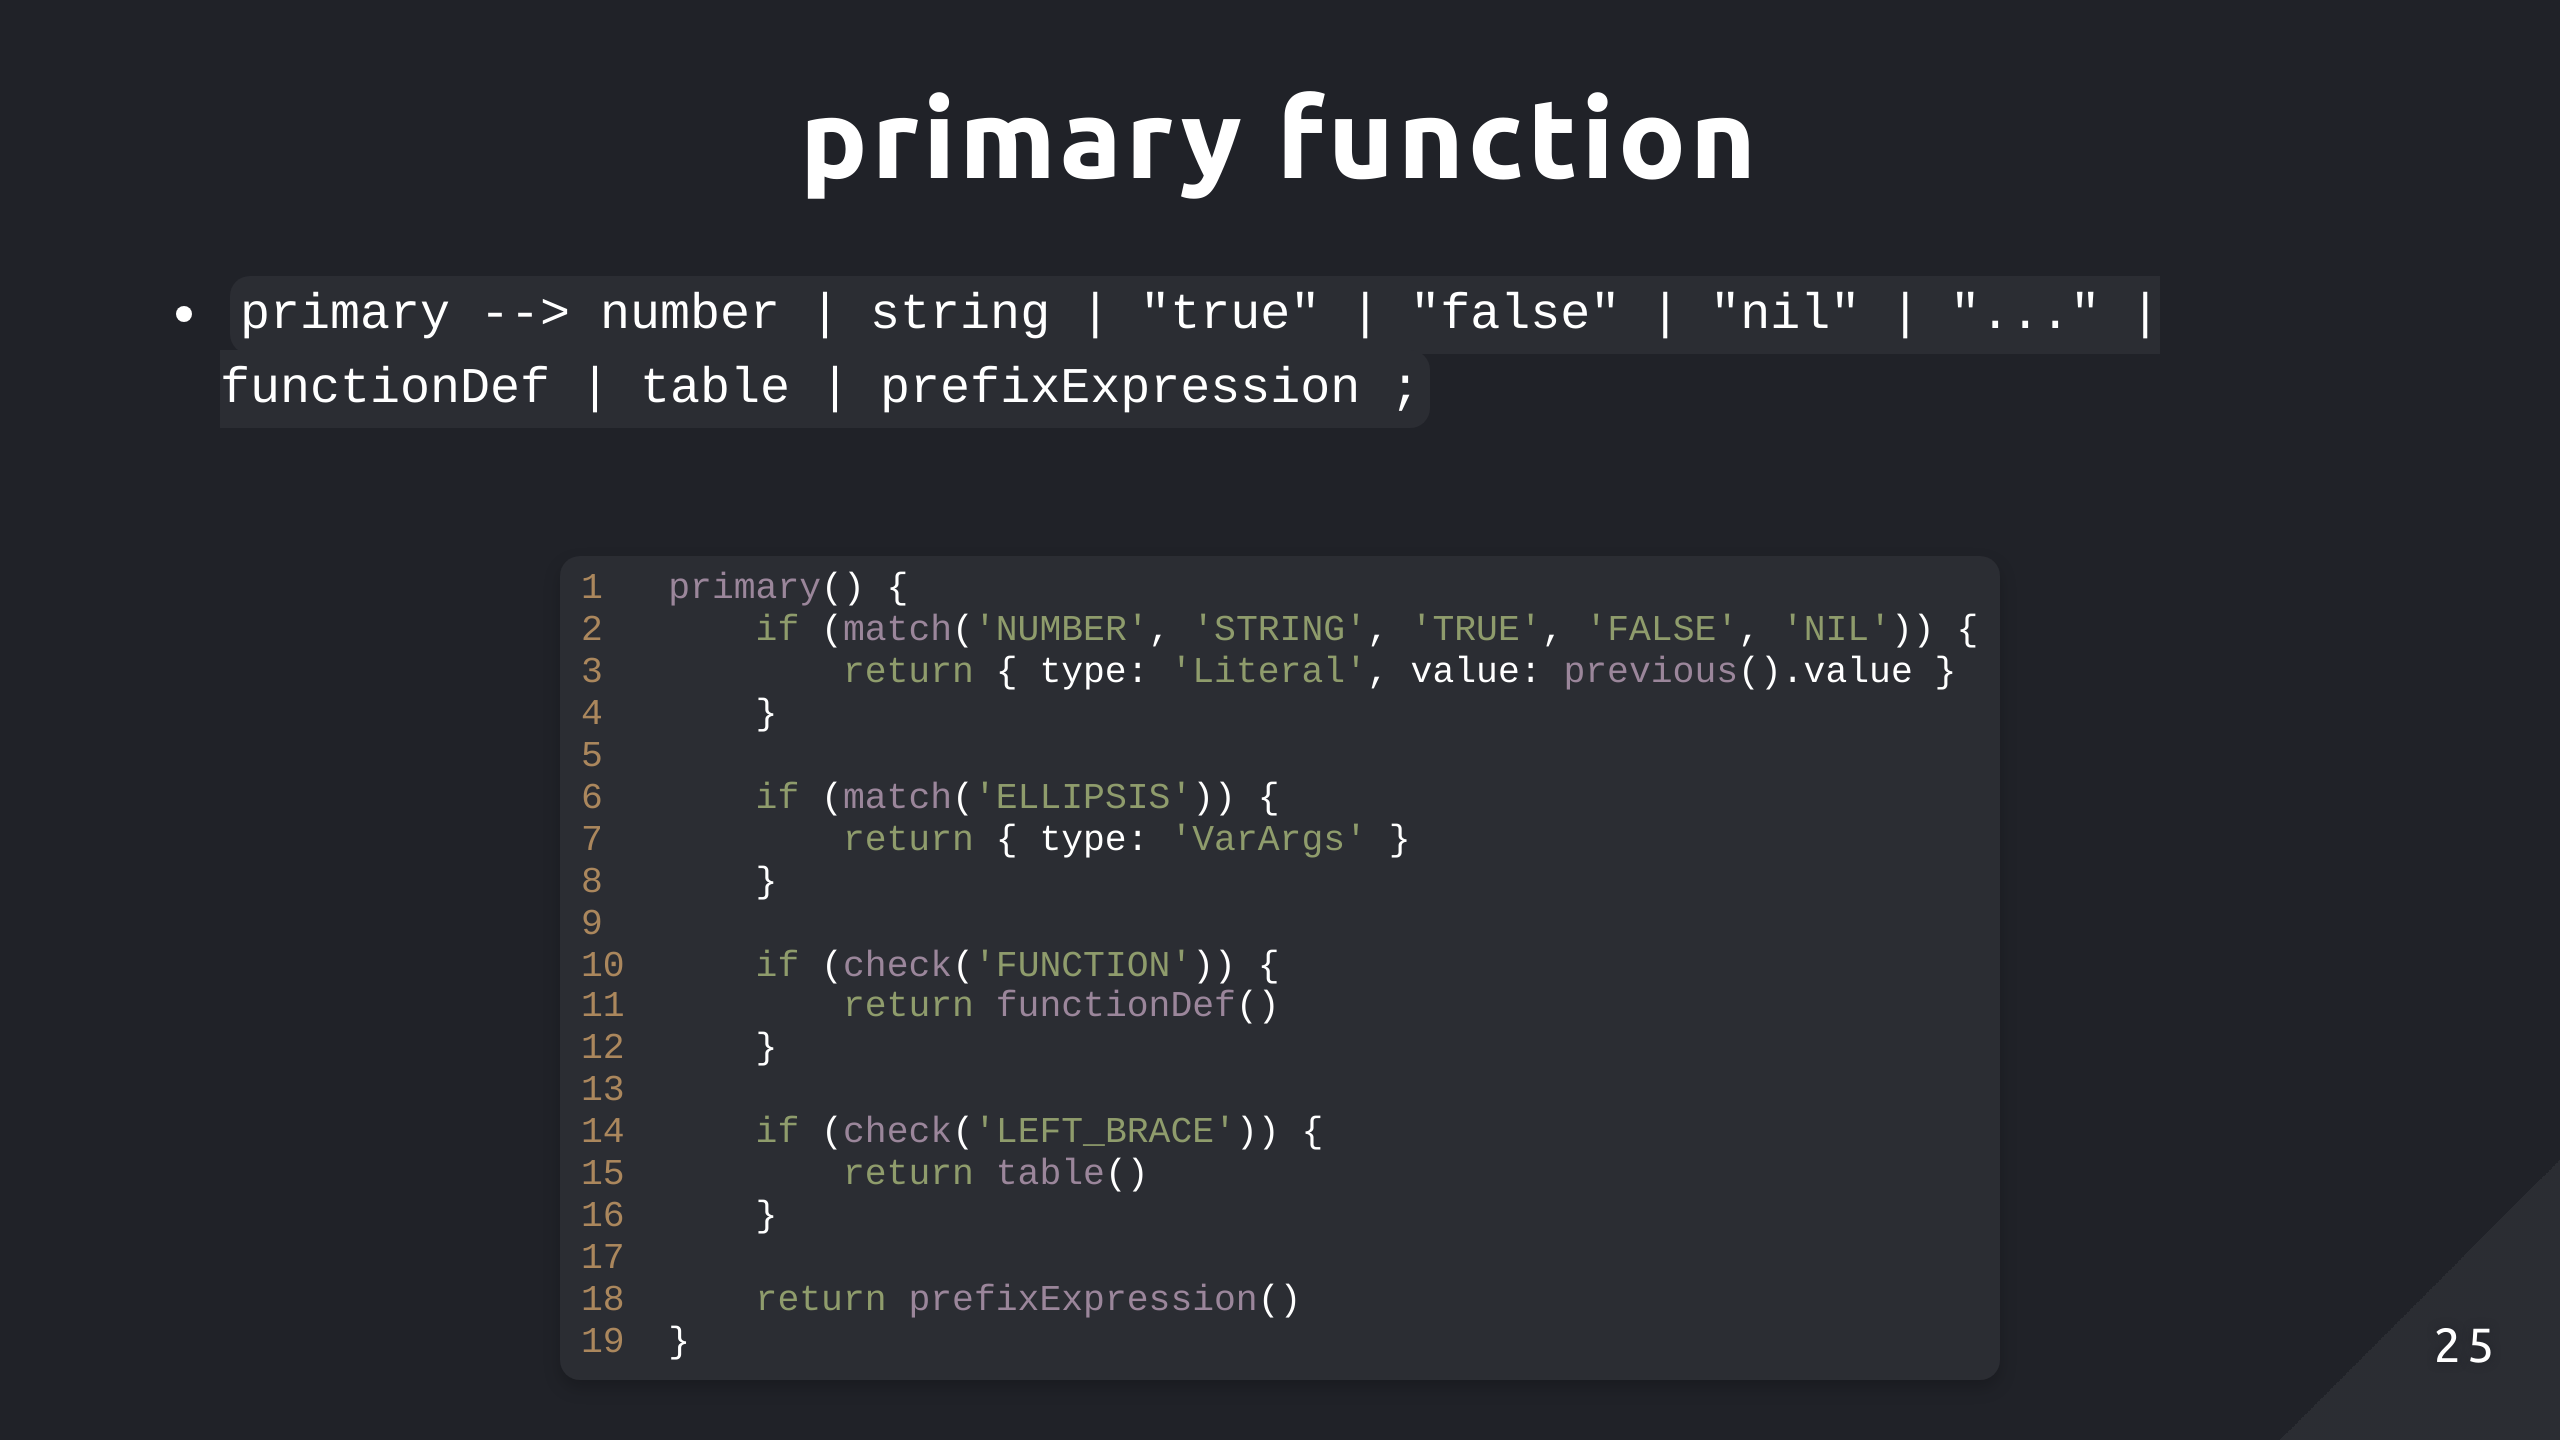 primary function
• primary --> number | string | "true" | "false" | "nil" | "..." |
functionDef | table | prefixExpression ;
1   primary() {
2       if (match('NUMBER', 'STRING', 'TRUE', 'FALSE', 'NIL')) {
3           return { type: 'Literal', value: previous().value }
4       }
5
6       if (match('ELLIPSIS')) {
7           return { type: 'VarArgs' }
8       }
9
10      if (check('FUNCTION')) {
11          return functionDef()
12      }
13
14      if (check('LEFT_BRACE')) {
15          return table()
16      }
17
18      return prefixExpression()
19  }
25